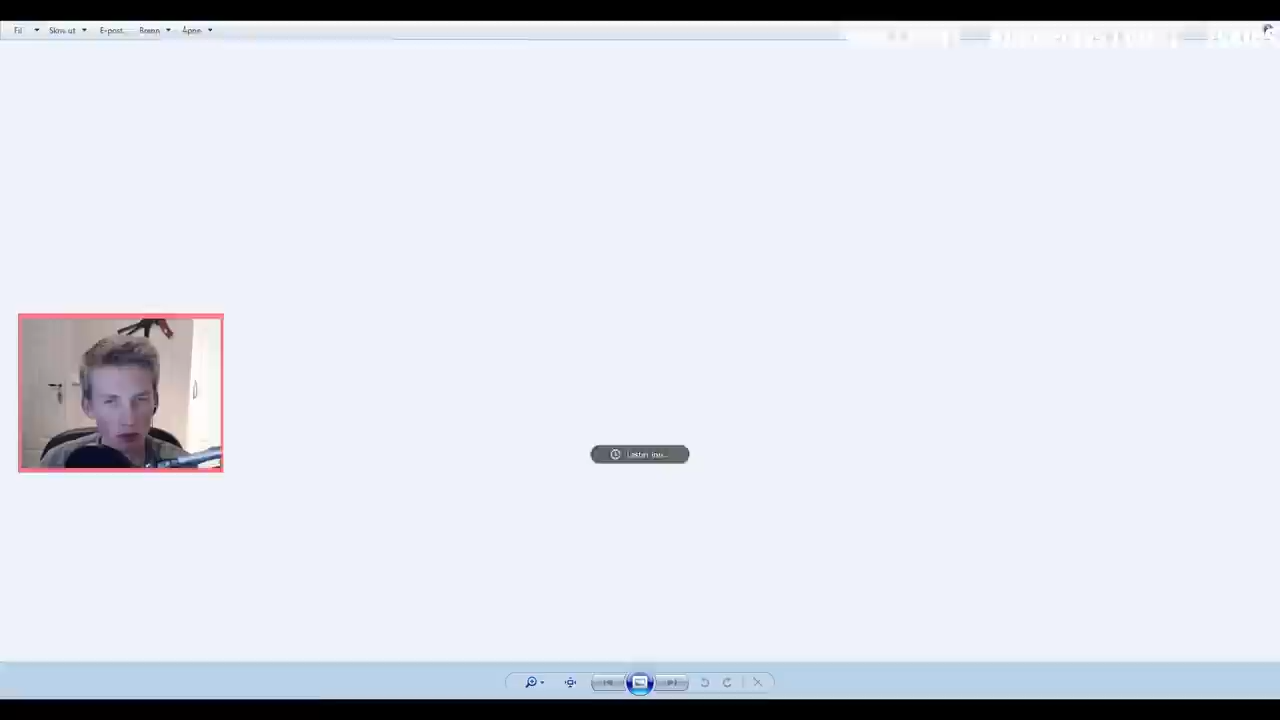 Fil
Skriv ut
E-post...
Brenn
Åpne
Laster inn...